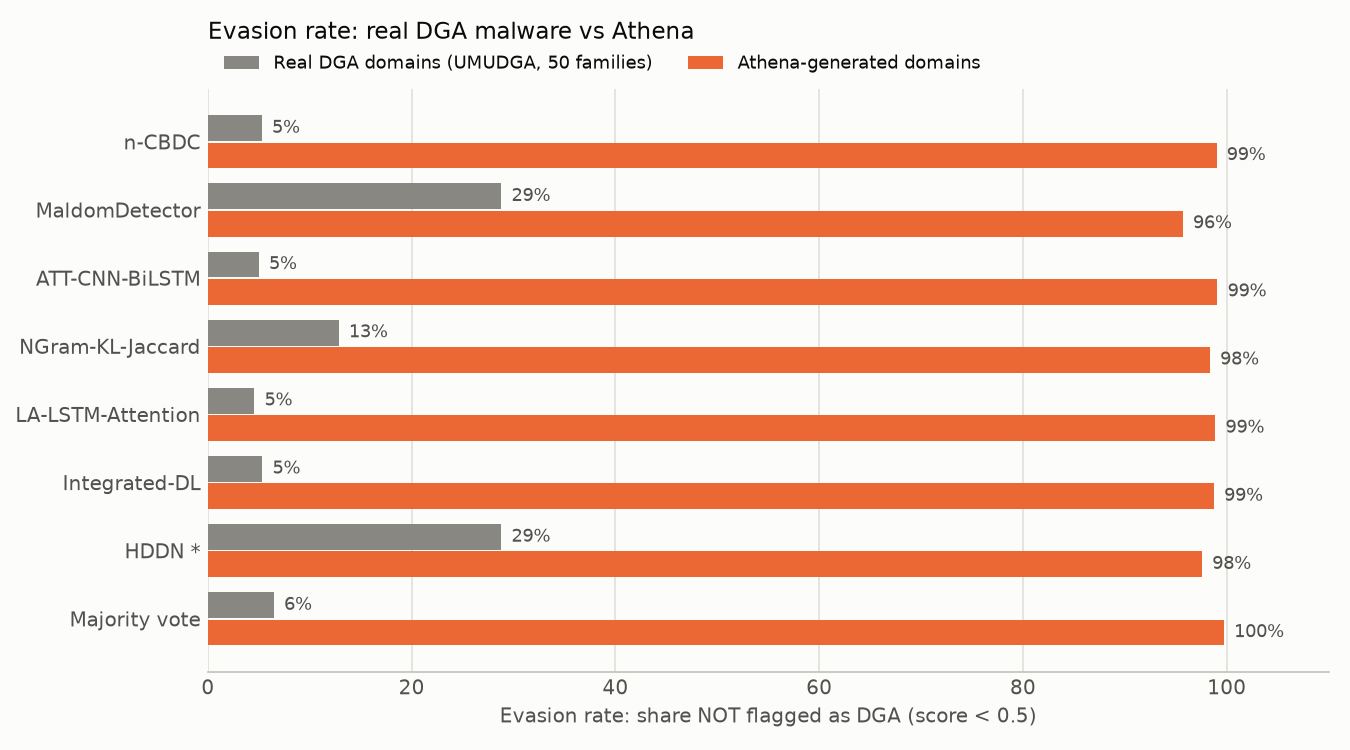 Evasion rate: real DGA malware vs Athena
Real DGA domains (UMUDGA, 50 families) Athena-generated domains
n-CBDC 5%
99%
MaldomDetector 29%
96%
ATT-CNN-BiLSTM 5%
99%
NGram-KL-Jaccard 13%
98%
LA-LSTM-Attention 5%
99%
Integrated-DL 5%
99%
HDDN * 29%
98%
Majority vote 6%
100%
0 20 40 60 80 100
Evasion rate: share NOT flagged as DGA (score < 0.5)